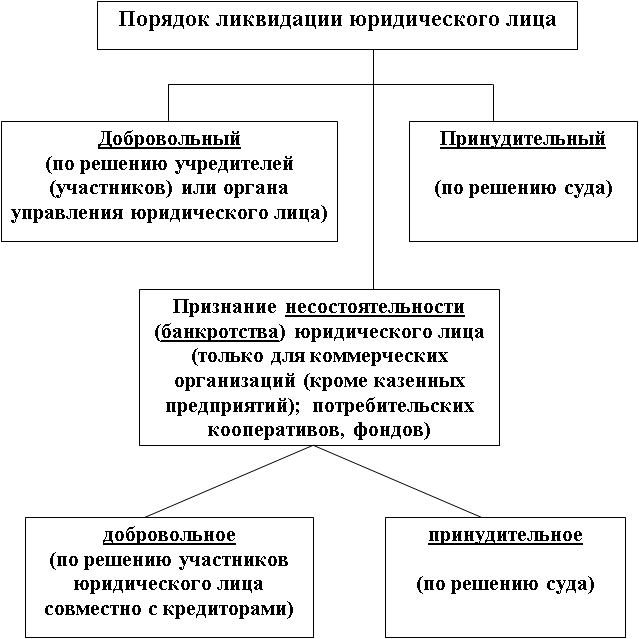 Порядок ликвидации юридического лица
Добровольный
(по решению учредителей
(участников) или органа
управления юридического лица)
Принудительный
(по решению суда)
Признание несостоятельности
(банкротства) юридического лица
(только для коммерческих
организаций (кроме казенных
предприятий); потребительских
кооперативов, фондов)
добровольное
(по решению участников
юридического лица
совместно с кредиторами)
принудительное
(по решению суда)